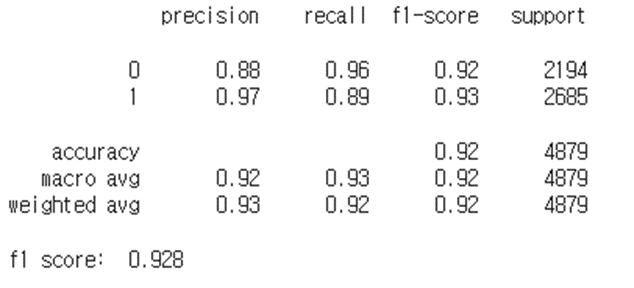 precision recall f1-score support
0 0.88 0.96 0.92 2194
1 0.97 0.89 0.93 2685
accuracy 0.92 4879
macro avg 0.92 0.93 0.92 4879
weighted avg 0.93 0.92 0.92 4879
f1 score: 0.928